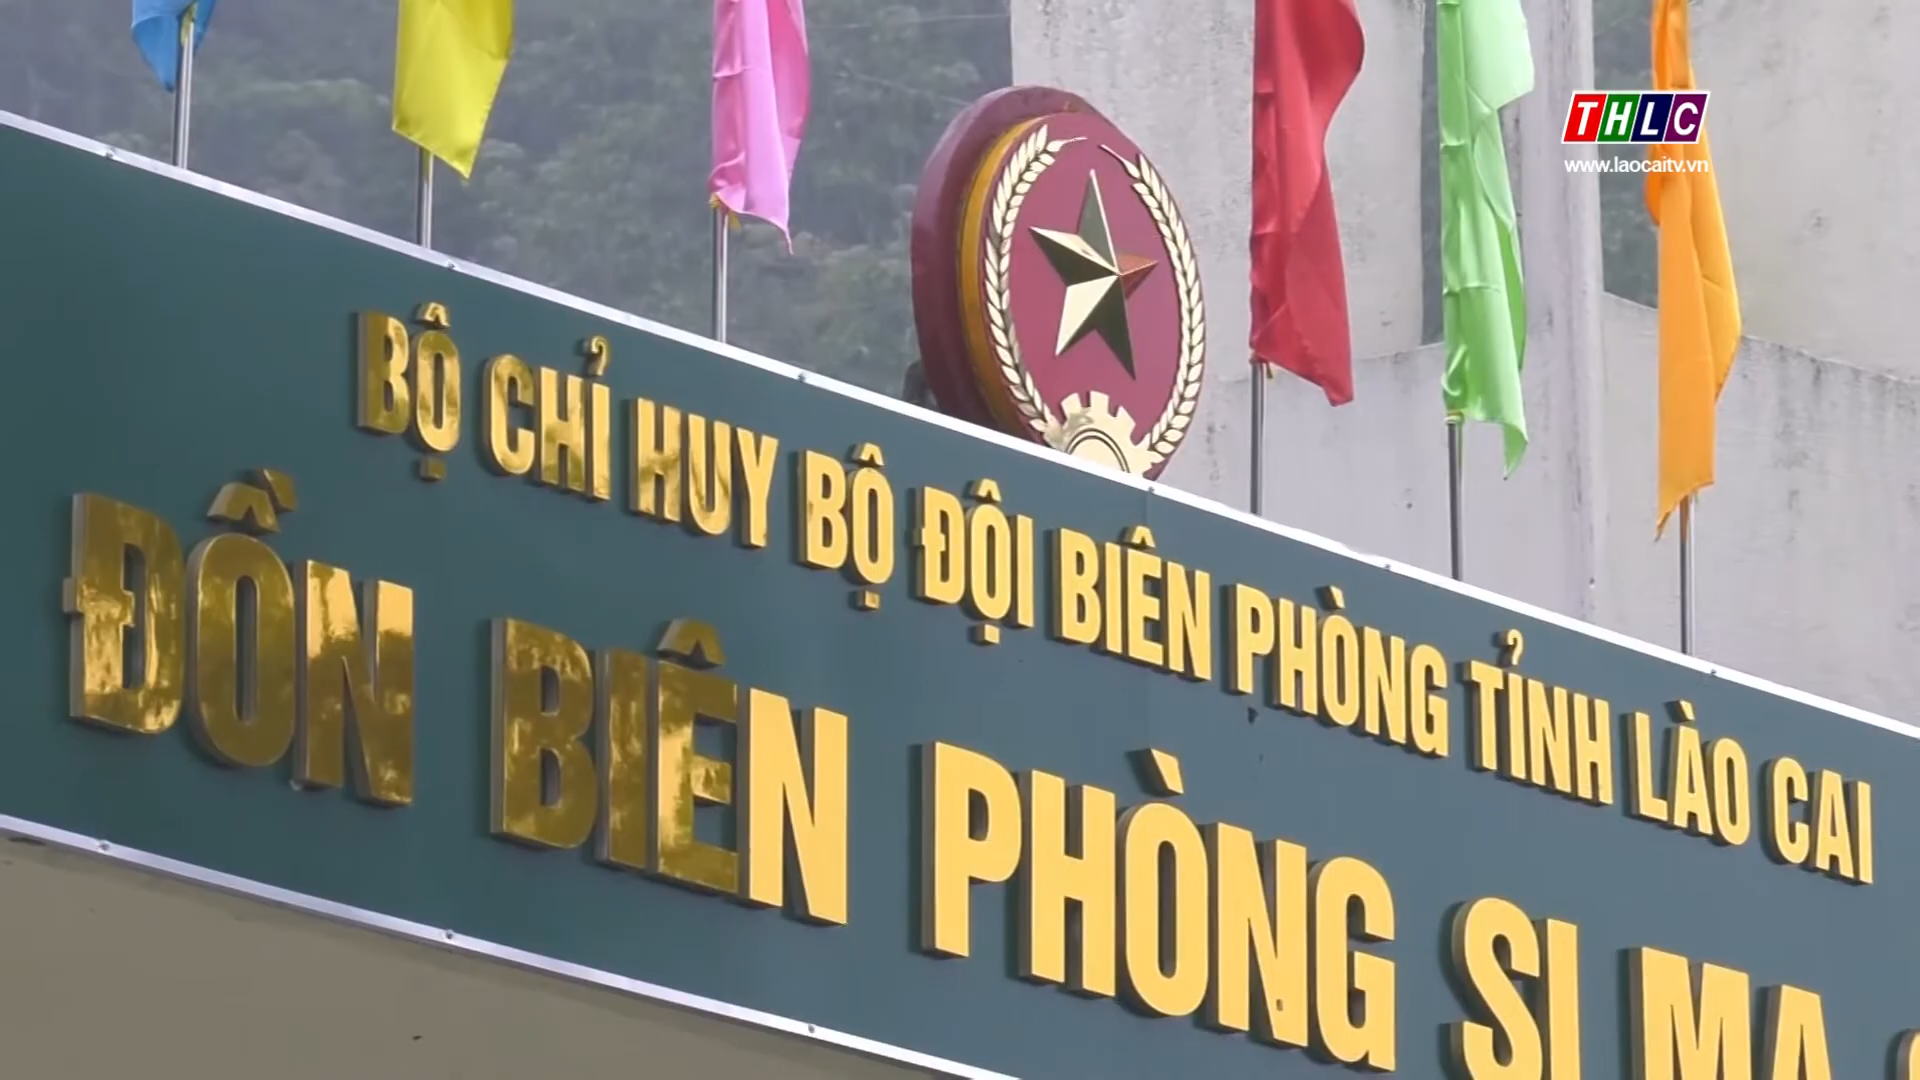 THLC
www.laocaitv.vn
BỘ CHỈ HUY BỘ ĐỘI BIÊN PHÒNG TỈNH LÀO CAI
ĐỒN BIÊN PHÒNG SI MA